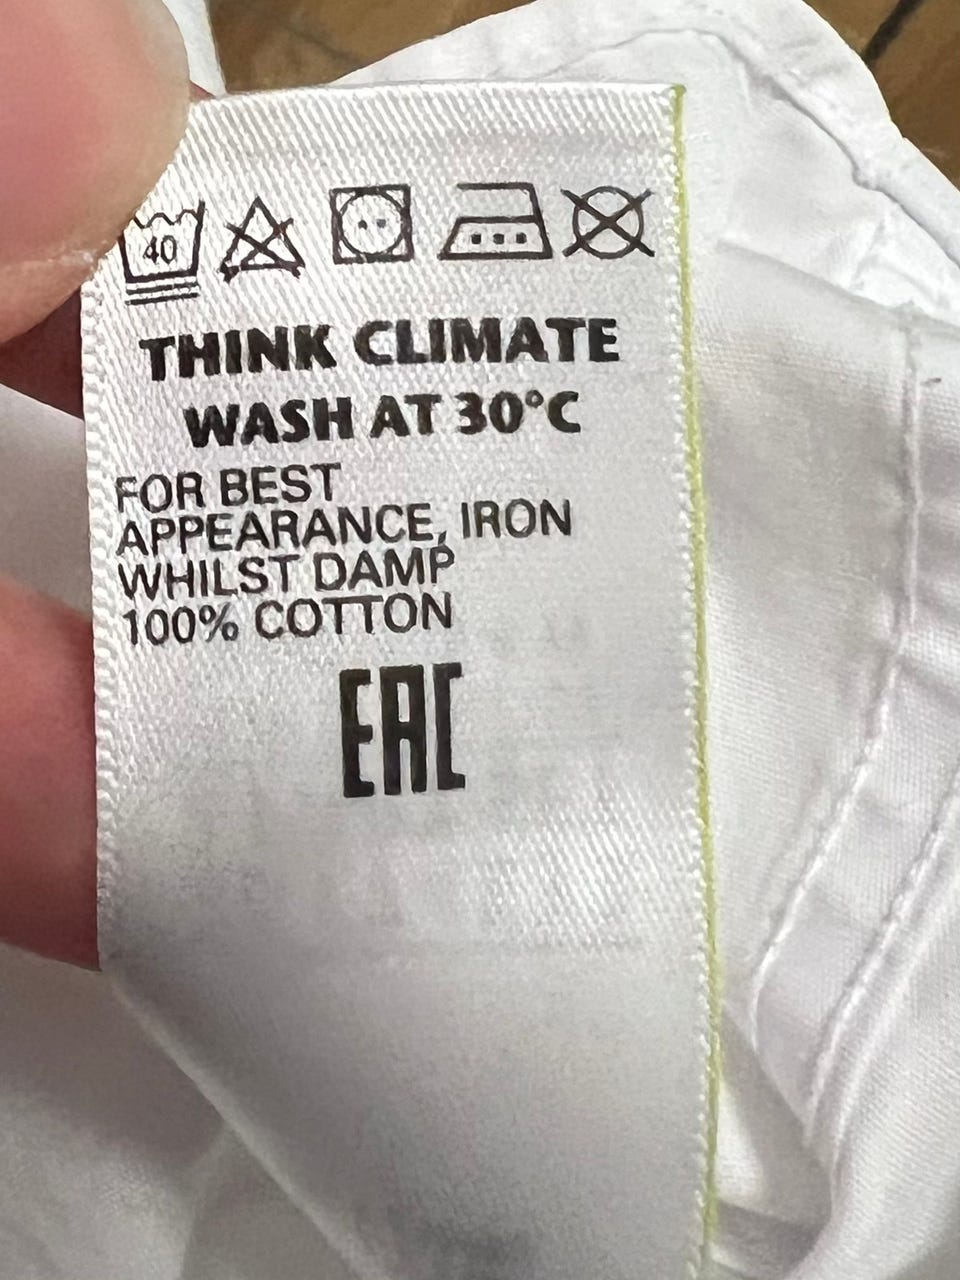 40
THINK CLIMATE
WASH AT 30°C
FOR BEST
APPEARANCE, IRON
WHILST DAMP
100% COTTON
EAC